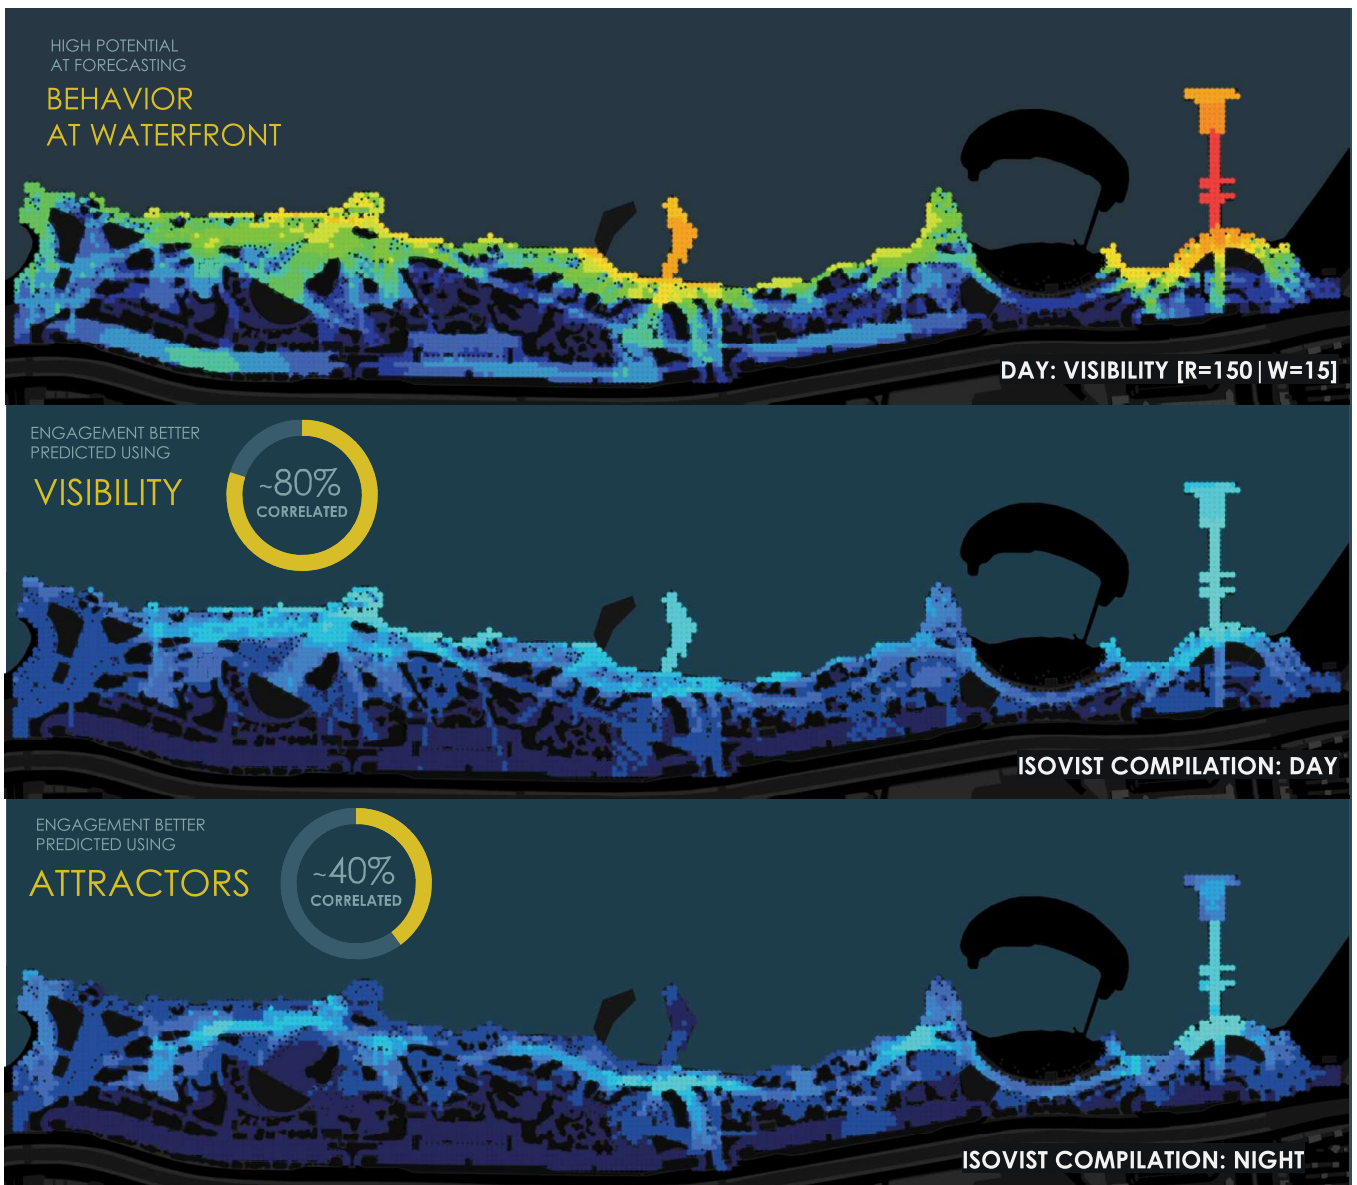 HIGH POTENTIAL
AT FORECASTING
BEHAVIOR
AT WATERFRONT
DAY: VISIBILITY [R=150|W=15]
ENGAGEMENT BETTER
PREDICTED USING
VISIBILITY
~80%
CORRELATED
ISOVIST COMPILATION: DAY
ENGAGEMENT BETTER
PREDICTED USING
ATTRACTORS
~40%
CORRELATED
ISOVIST COMPILATION: NIGHT